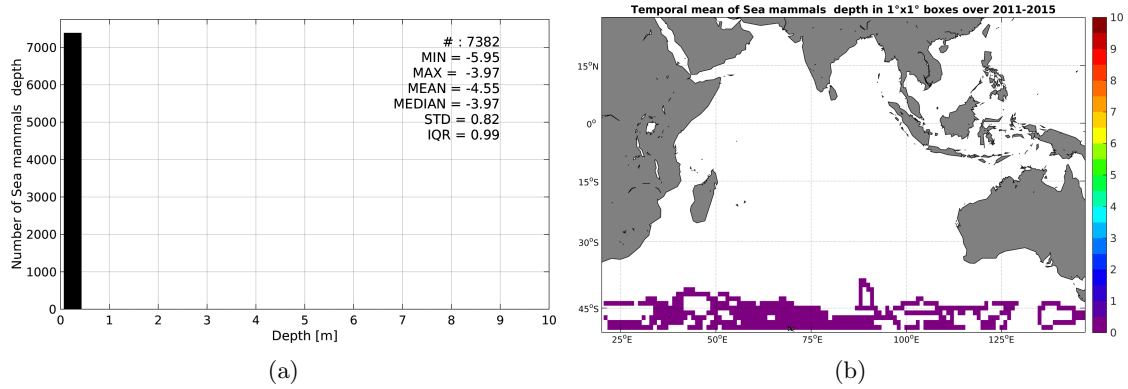 Number of Sea mammals  depth
7000
6000
5000
4000
3000
2000
1000
0
# : 7382
MIN = -5.95
MAX =  -3.97
MEAN = -4.55
MEDIAN = -3.97
STD = 0.82
IQR = 0.99
0 1 2 3 4 5 6 7 8 9 10
Depth [m]
(a)
Temporal mean of Sea mammals  depth in 1°x1° boxes over 2011-2015
15°N
0°
15°S
30°S
45°S
25°E 50°E 75°E 100°E 125°E
10
9
8
7
6
5
4
3
2
1
0
(b)